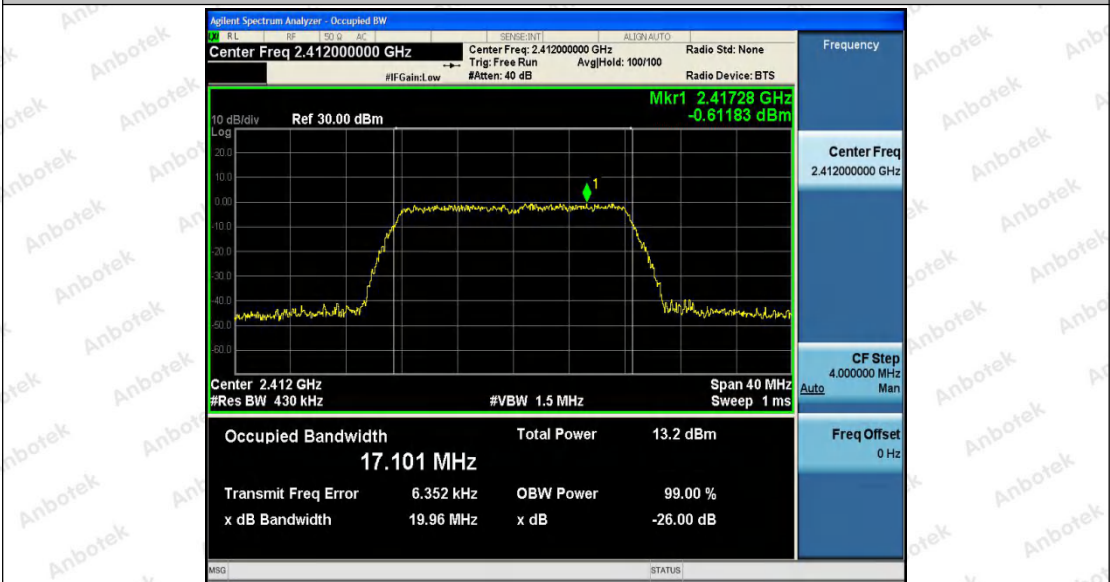 Agilent Spectrum Analyzer - Occupied BW
LXI RL RF 50 Ω AC SENSE:INT ALIGN AUTO
Center Freq 2.412000000 GHz
Center Freq: 2.412000000 GHz
Radio Std: None
Trig: Free Run Avg|Hold: 100/100
#IFGain:Low
#Atten: 40 dB
Radio Device: BTS
Mkr1 2.41728 GHz
-0.61183 dBm
10 dB/div Ref 30.00 dBm
Log
20.0
10.0
0.00
-10.0
-20.0
-30.0
-40.0
-50.0
-60.0
1
Center 2.412 GHz
Span 40 MHz
#Res BW 430 kHz
#VBW 1.5 MHz
Sweep 1 ms
Occupied Bandwidth
17.101 MHz
Total Power 13.2 dBm
Transmit Freq Error 6.352 kHz
OBW Power 99.00 %
x dB Bandwidth 19.96 MHz
x dB -26.00 dB
MSG
STATUS
Frequency
Center Freq
2.412000000 GHz
CF Step
4.000000 MHz
Auto Man
Freq Offset
0 Hz
Anbotek